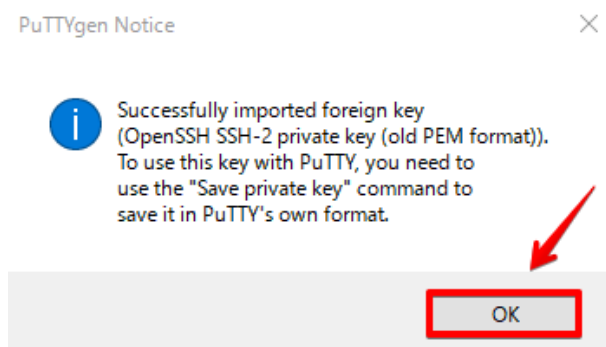 PuTTYgen Notice
Successfully imported foreign key
(OpenSSH SSH-2 private key (old PEM format)).
To use this key with PuTTY, you need to
use the "Save private key" command to
save it in PuTTY's own format.
OK